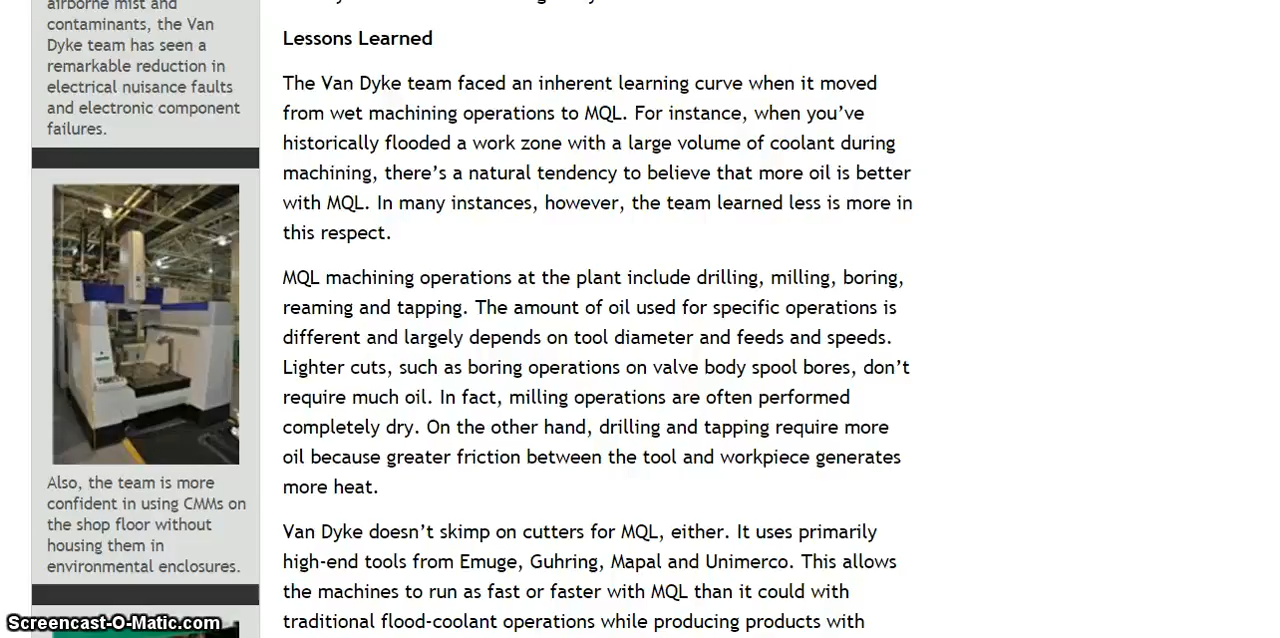 airborne mist and
contaminants, the Van
Dyke team has seen a
remarkable reduction in
electrical nuisance faults
and electronic component
failures.
Also, the team is more
confident in using CMMs on
the shop floor without
housing them in
environmental enclosures.
Lessons Learned
The Van Dyke team faced an inherent learning curve when it moved
from wet machining operations to MQL. For instance, when you’ve
historically flooded a work zone with a large volume of coolant during
machining, there’s a natural tendency to believe that more oil is better
with MQL. In many instances, however, the team learned less is more in
this respect.
MQL machining operations at the plant include drilling, milling, boring,
reaming and tapping. The amount of oil used for specific operations is
different and largely depends on tool diameter and feeds and speeds.
Lighter cuts, such as boring operations on valve body spool bores, don’t
require much oil. In fact, milling operations are often performed
completely dry. On the other hand, drilling and tapping require more
oil because greater friction between the tool and workpiece generates
more heat.
Van Dyke doesn’t skimp on cutters for MQL, either. It uses primarily
high-end tools from Emuge, Guhring, Mapal and Unimerco. This allows
the machines to run as fast or faster with MQL than it could with
traditional flood-coolant operations while producing products with
Screencast-O-Matic.com